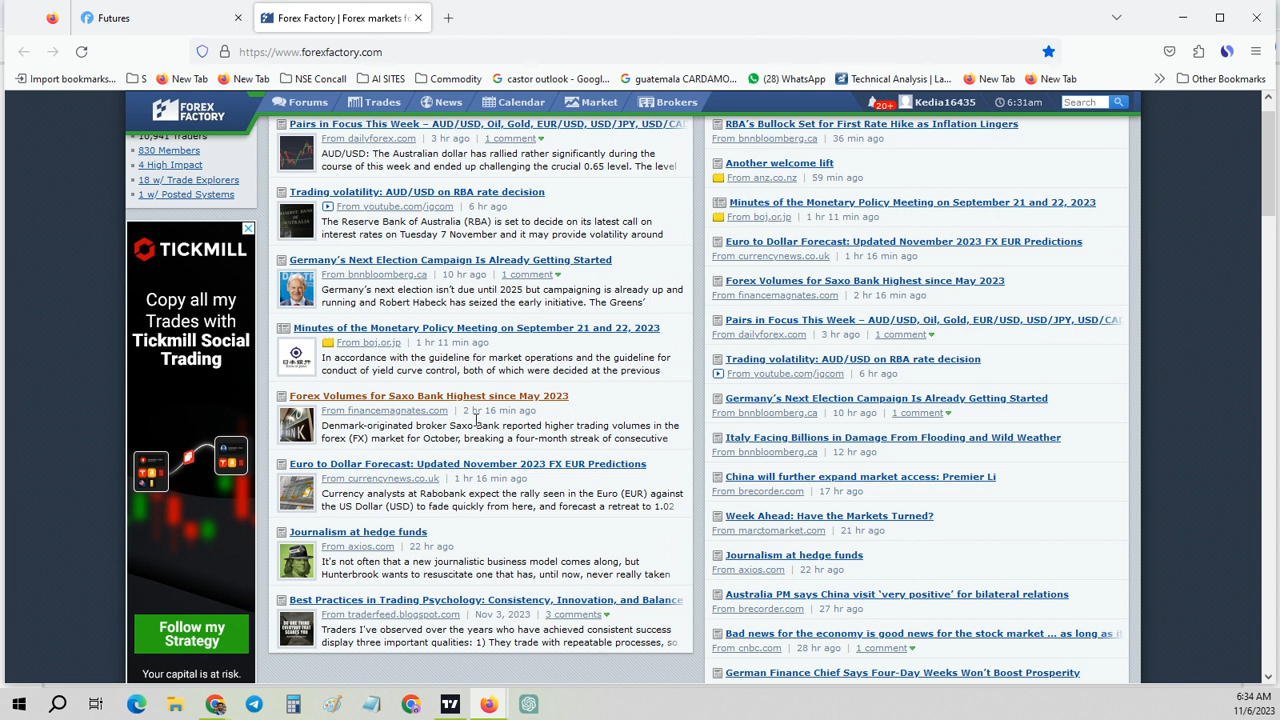 Futures
Forex Factory | Forex markets fo
https://www.forexfactory.com
Import bookmarks...
S
New Tab
New Tab
NSE Concall
AI SITES
Commodity
castor outlook - Googl...
guatemala CARDAMO...
(28) WhatsApp
Technical Analysis | La...
New Tab
New Tab
Other Bookmarks
FOREX FACTORY
Forums
Trades
News
Calendar
Market
Brokers
20+
Kedia16435
6:31am
Search
10,941 Traders
830 Members
4 High Impact
18 w/ Trade Explorers
1 w/ Posted Systems
TICKMILL
Copy all my
Trades with
Tickmill Social
Trading
Follow my
Strategy
Your capital is at risk.
Pairs in Focus This Week – AUD/USD, Oil, Gold, EUR/USD, USD/JPY, USD/CA
From dailyforex.com | 3 hr ago | 1 comment
AUD/USD: The Australian dollar has rallied rather significantly during the
course of this week and ended up challenging the crucial 0.65 level. The level
Trading volatility: AUD/USD on RBA rate decision
From youtube.com/igcom | 6 hr ago
The Reserve Bank of Australia (RBA) is set to decide on its latest call on
interest rates on Tuesday 7 November and it may provide volatility around
Germany’s Next Election Campaign Is Already Getting Started
From bnnbloomberg.ca | 10 hr ago | 1 comment
Germany’s next election isn’t due until 2025 but campaigning is already up and
running and Robert Habeck has seized the early initiative. The Greens’
Minutes of the Monetary Policy Meeting on September 21 and 22, 2023
From boj.or.jp | 1 hr 11 min ago
In accordance with the guideline for market operations and the guideline for
conduct of yield curve control, both of which were decided at the previous
Forex Volumes for Saxo Bank Highest since May 2023
From financemagnates.com | 2 hr 16 min ago
Denmark-originated broker Saxo Bank reported higher trading volumes in the
forex (FX) market for October, breaking a four-month streak of consecutive
Euro to Dollar Forecast: Updated November 2023 FX EUR Predictions
From currencynews.co.uk | 1 hr 16 min ago
Currency analysts at Rabobank expect the rally seen in the Euro (EUR) against
the US Dollar (USD) to fade quickly from here, and forecast a retreat to 1.02
Journalism at hedge funds
From axios.com | 22 hr ago
It's not often that a new journalistic business model comes along, but
Hunterbrook wants to resuscitate one that has, until now, never really taken
Best Practices in Trading Psychology: Consistency, Innovation, and Balance
From traderfeed.blogspot.com | Nov 3, 2023 | 3 comments
Traders I’ve observed over the years who have achieved consistent success
display three important qualities: 1) They trade with repeatable processes, so
RBA’s Bullock Set for First Rate Hike as Inflation Lingers
From bnnbloomberg.ca | 36 min ago
Another welcome lift
From anz.co.nz | 59 min ago
Minutes of the Monetary Policy Meeting on September 21 and 22, 2023
From boj.or.jp | 1 hr 11 min ago
Euro to Dollar Forecast: Updated November 2023 FX EUR Predictions
From currencynews.co.uk | 1 hr 16 min ago
Forex Volumes for Saxo Bank Highest since May 2023
From financemagnates.com | 2 hr 16 min ago
Pairs in Focus This Week – AUD/USD, Oil, Gold, EUR/USD, USD/JPY, USD/CA
From dailyforex.com | 3 hr ago | 1 comment
Trading volatility: AUD/USD on RBA rate decision
From youtube.com/igcom | 6 hr ago
Germany’s Next Election Campaign Is Already Getting Started
From bnnbloomberg.ca | 10 hr ago | 1 comment
Italy Facing Billions in Damage From Flooding and Wild Weather
From bnnbloomberg.ca | 12 hr ago
China will further expand market access: Premier Li
From brecorder.com | 17 hr ago
Week Ahead: Have the Markets Turned?
From marctomarket.com | 21 hr ago
Journalism at hedge funds
From axios.com | 22 hr ago
Australia PM says China visit ‘very positive’ for bilateral relations
From brecorder.com | 27 hr ago
Bad news for the economy is good news for the stock market ... as long as i
From cnbc.com | 28 hr ago | 1 comment
German Finance Chief Says Four-Day Weeks Won’t Boost Prosperity
6:34 AM
11/6/2023